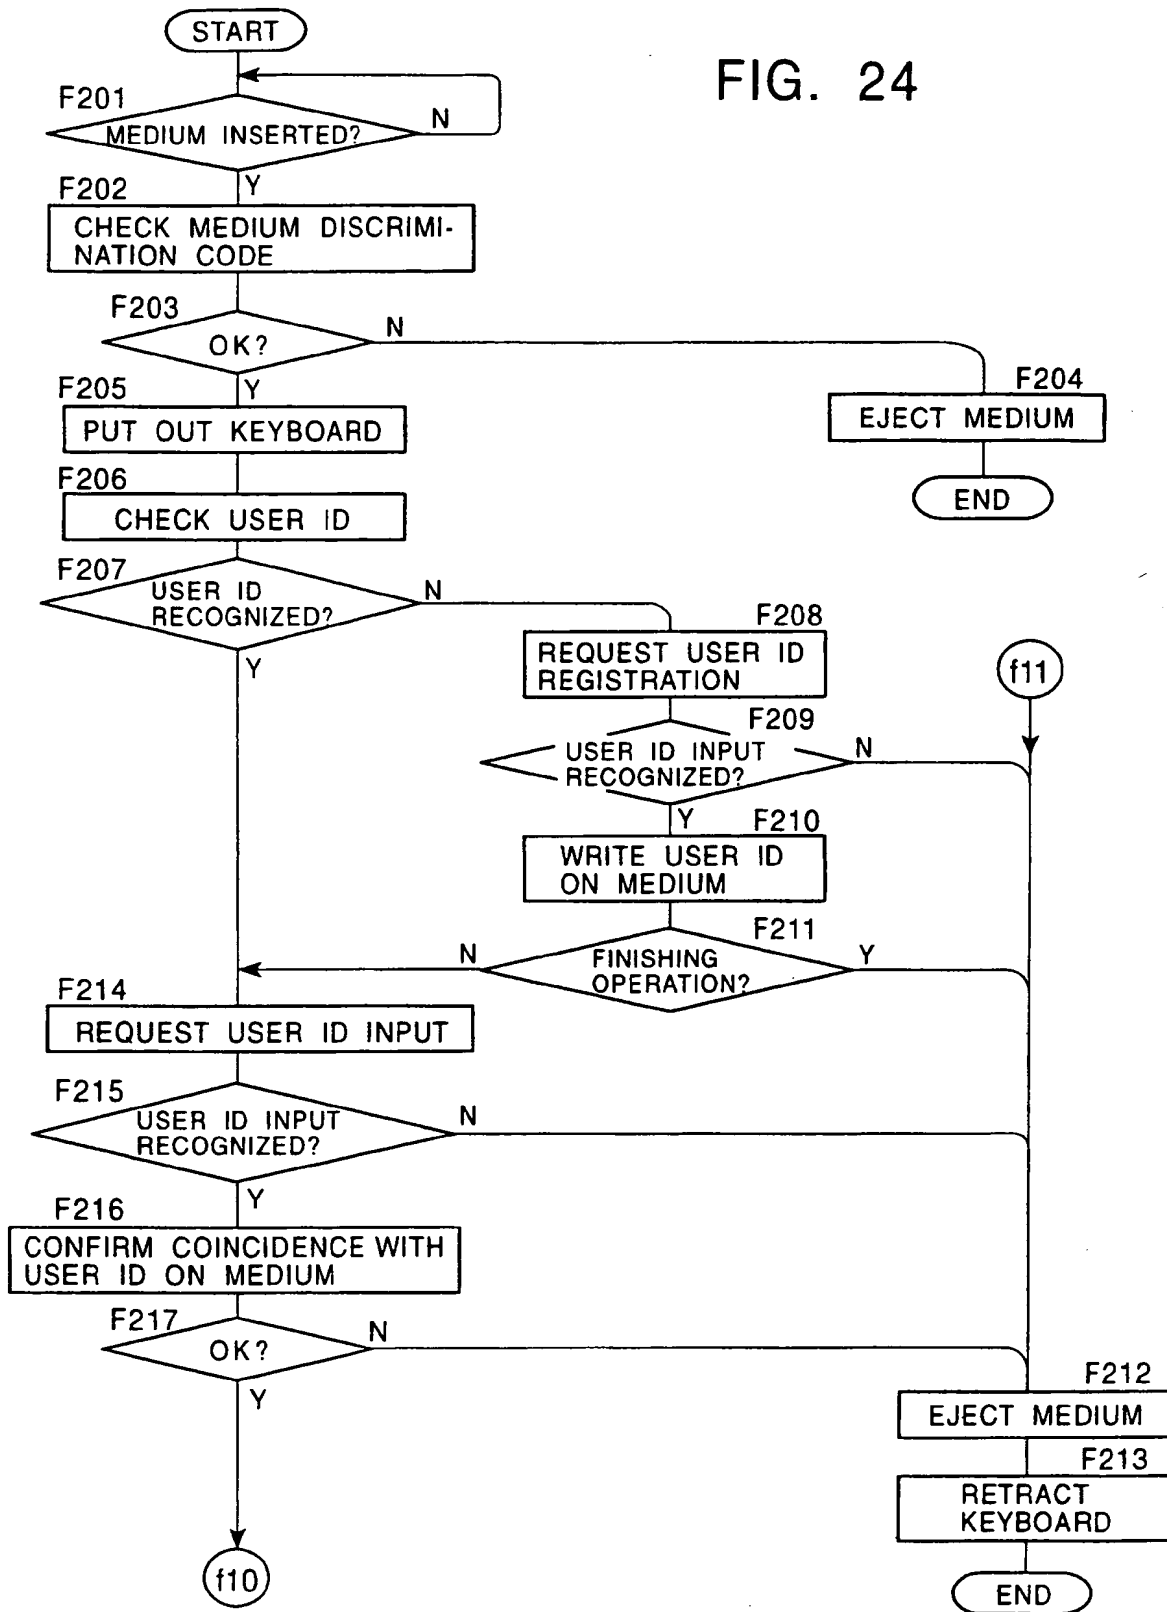 FIG. 24
START
F201
MEDIUM INSERTED?
N
Y
F202
CHECK MEDIUM DISCRIMI-
NATION CODE
F203
OK?
N
Y
F204
EJECT MEDIUM
END
F205
PUT OUT KEYBOARD
F206
CHECK USER ID
F207
USER ID
RECOGNIZED?
N
Y
F208
REQUEST USER ID
REGISTRATION
f11
F209
USER ID INPUT
RECOGNIZED?
N
Y
F210
WRITE USER ID
ON MEDIUM
F211
FINISHING
OPERATION?
N
Y
F214
REQUEST USER ID INPUT
F215
USER ID INPUT
RECOGNIZED?
N
Y
F216
CONFIRM COINCIDENCE WITH
USER ID ON MEDIUM
F217
OK?
N
Y
F212
EJECT MEDIUM
F213
RETRACT
KEYBOARD
END
f10